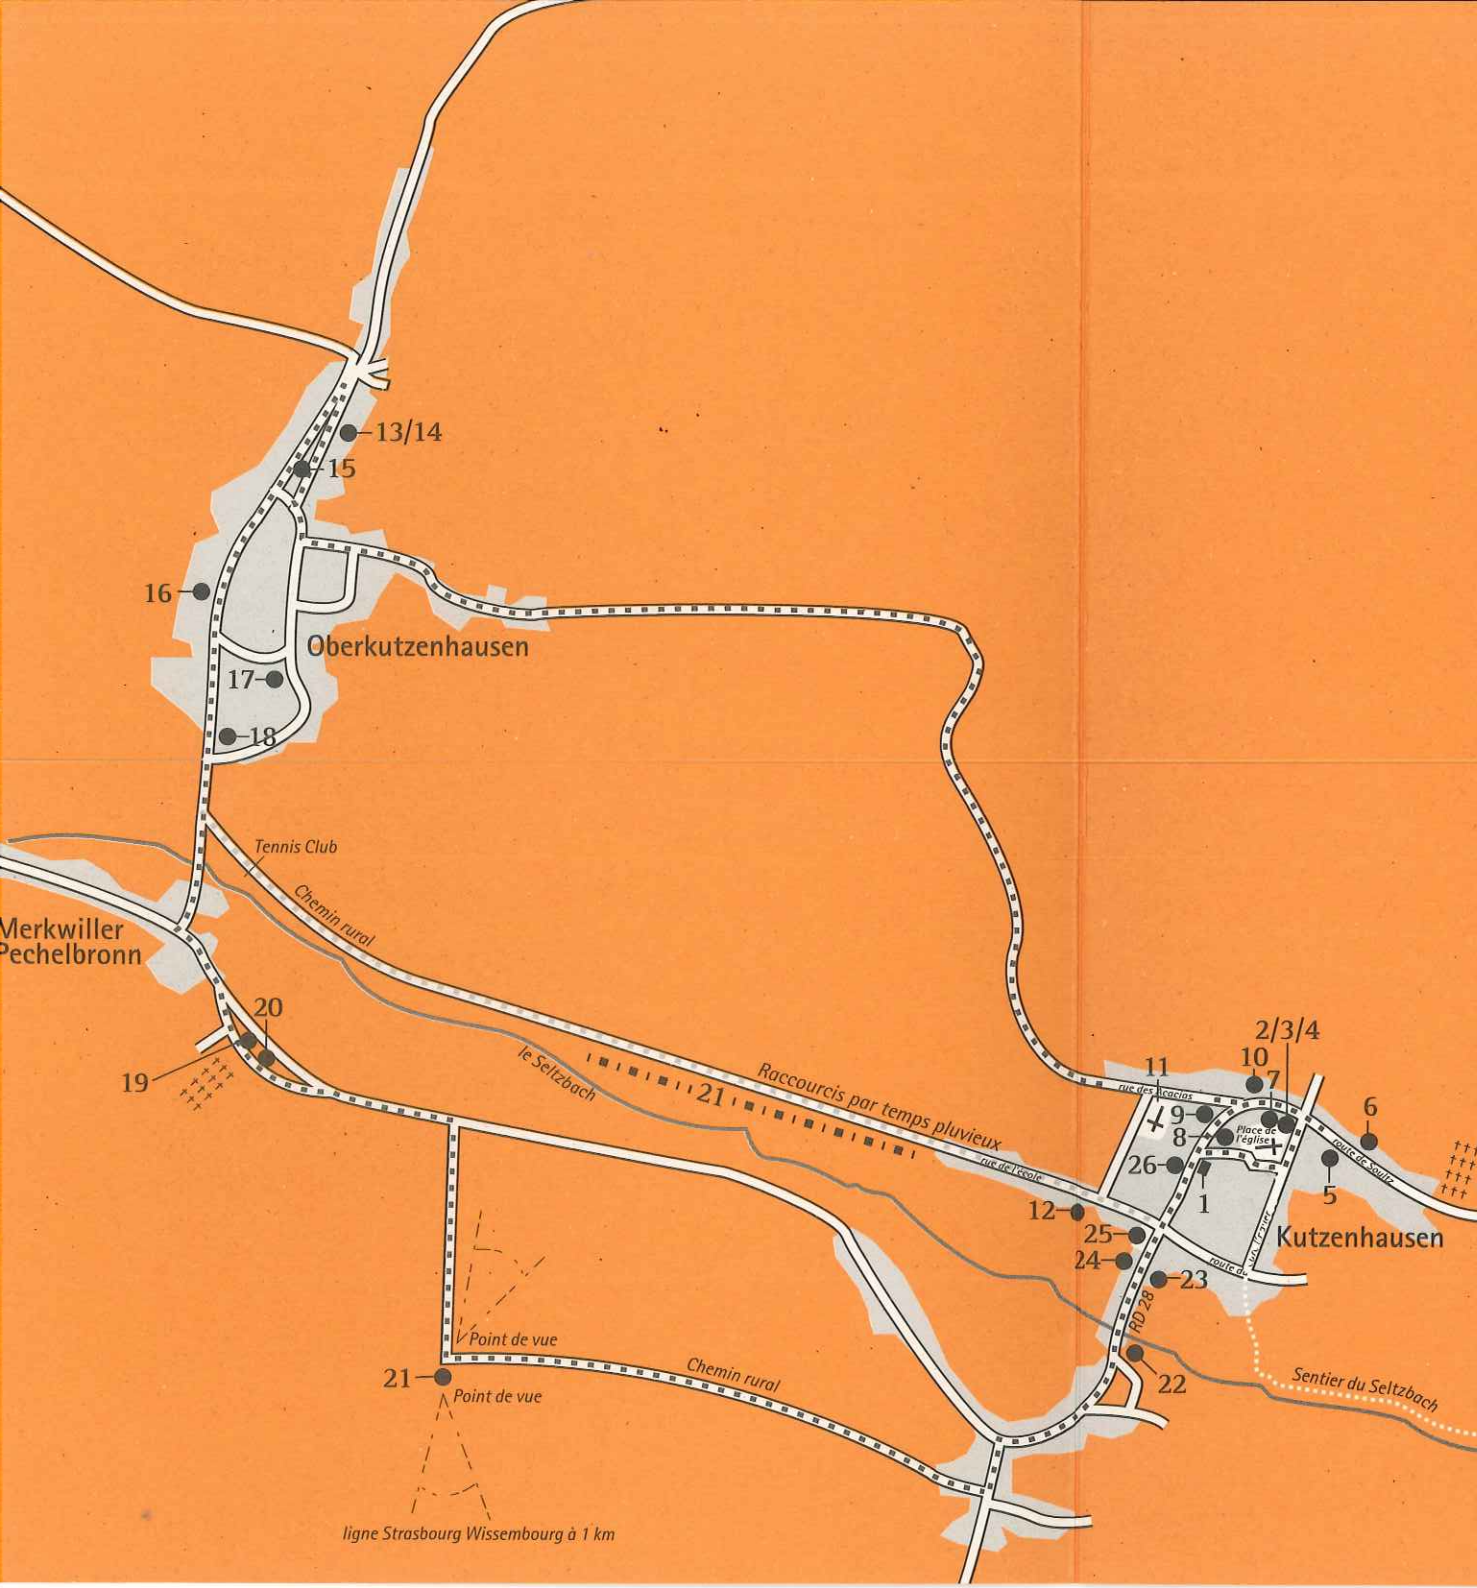 13/14
15
16
Oberkutzenhausen
17
18
Tennis Club
Chemin rural
Merkwiller
Pechelbronn
20
19
le Seltzbach
21
Raccourcis par temps pluvieux
rue de l'école
2/3/4
10
7
11
rue des Acacias
9
8
Place de
l'église
6
route de Soultz
26
1
5
12
25
24
23
Kutzenhausen
route du
RD 28
22
Sentier du Seltzbach
Point de vue
Chemin rural
21
Point de vue
ligne Strasbourg Wissembourg à 1 km